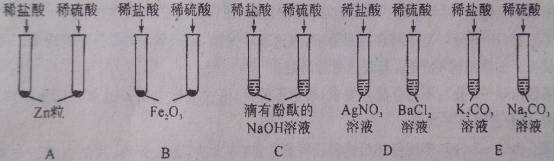 稀盐酸 稀硫酸 稀盐酸 稀硫酸 稀盐酸 稀硫酸 稀盐酸 稀硫酸 稀盐酸 稀硫酸
Zn粒 Fe₂O₃ 滴有酚酞的 AgNO₃ BaCl₂ K₂CO₃ Na₂CO₃
NaOH溶液 溶液 溶液 溶液 溶液
A B C D E